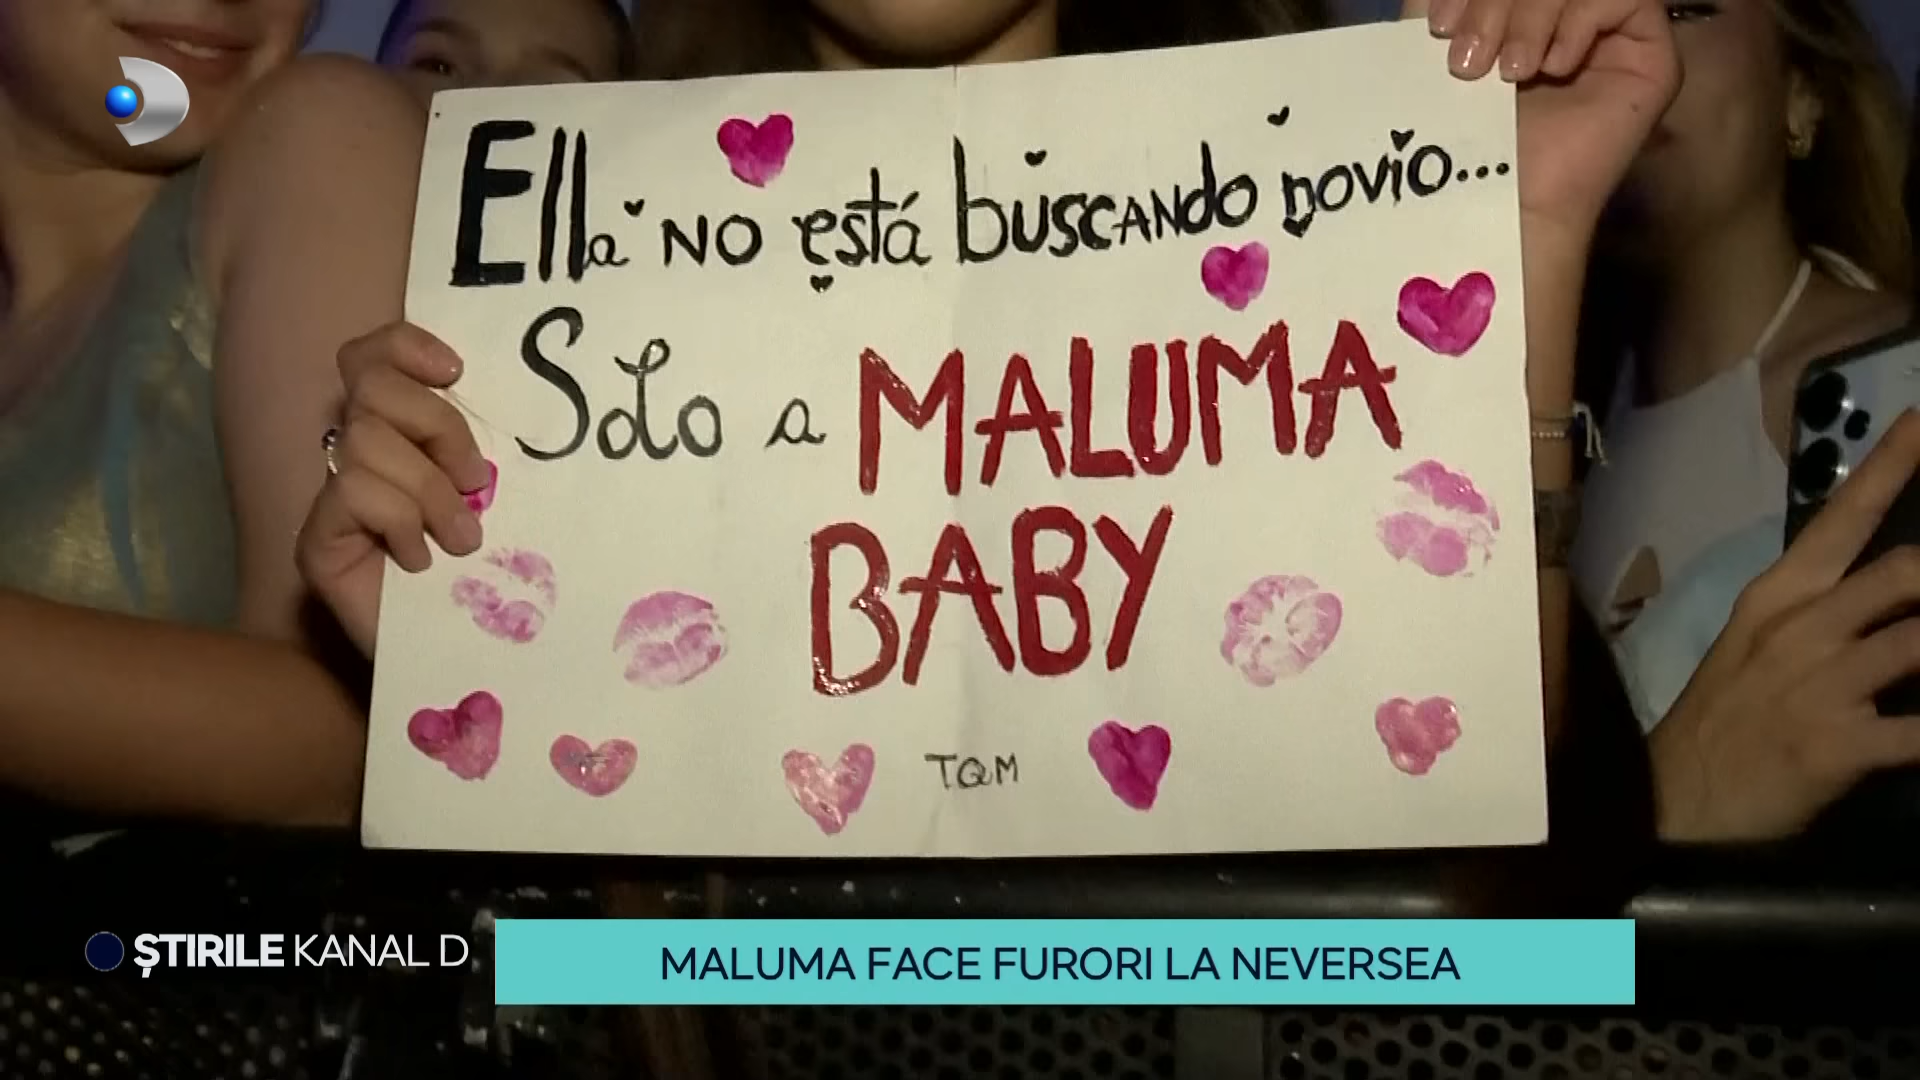 Ella no está buscando novio...
Solo a MALUMA
BABY
TQM
ȘTIRILE KANAL D
MALUMA FACE FURORI LA NEVERSEA